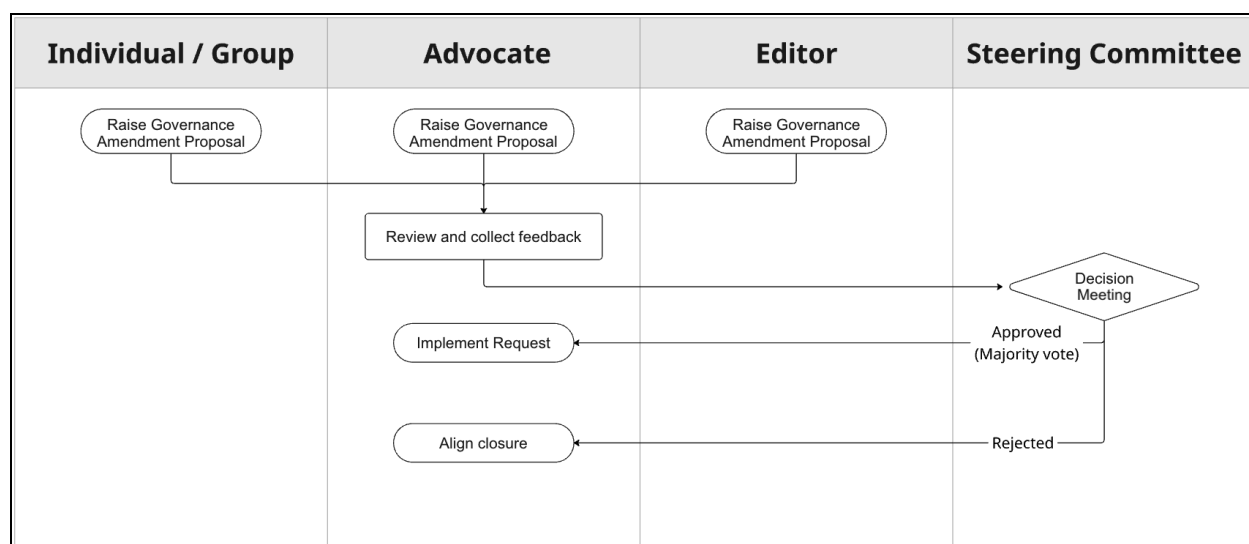 Individual / Group
Advocate
Editor
Steering Committee
Raise Governance
Amendment Proposal
Raise Governance
Amendment Proposal
Raise Governance
Amendment Proposal
Review and collect feedback
Decision
Meeting
Implement Request
Approved
(Majority vote)
Align closure
Rejected